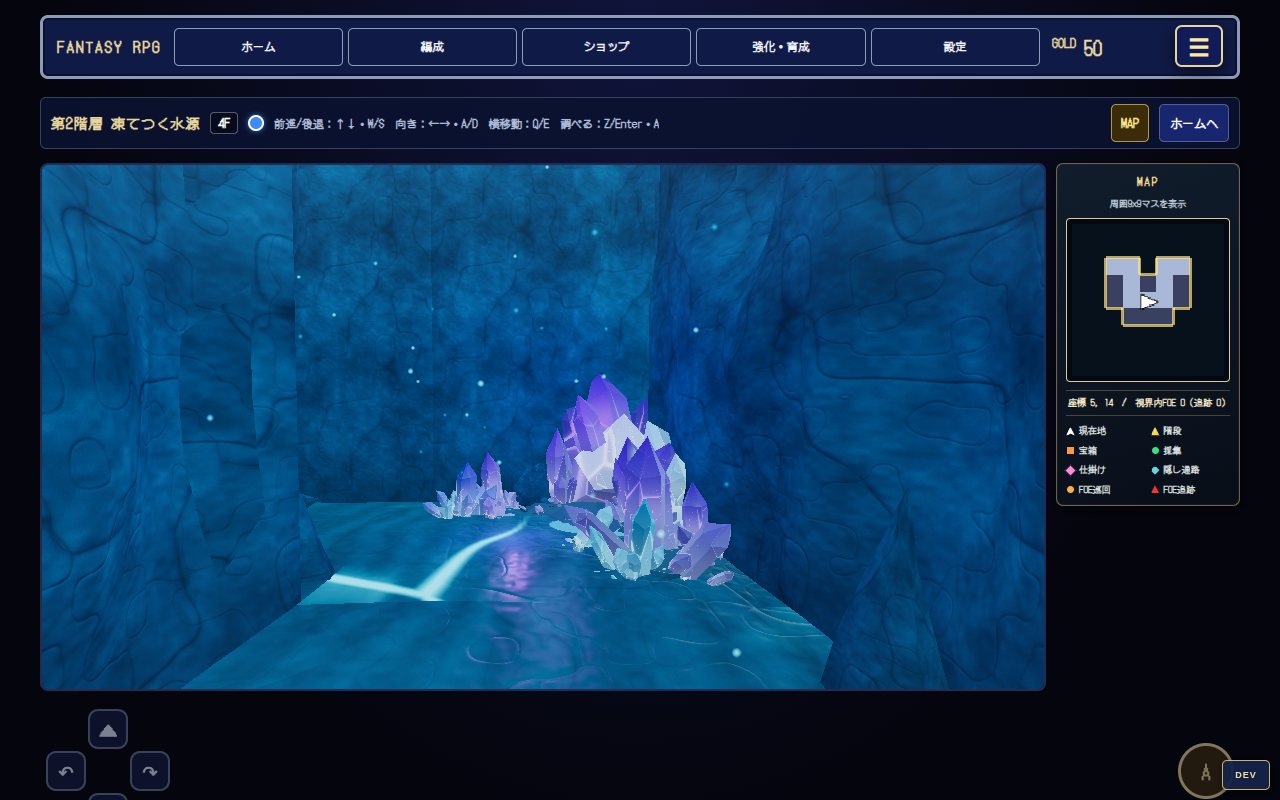 FANTASY RPG
ホーム
編成
ショップ
強化・育成
設定
GOLD 50
第2階層 凍てつく水源
4F
前進/後退：↑↓・W/S 向き：←→・A/D 横移動：Q/E 調べる：Z/Enter・A
MAP
ホームへ
MAP
周囲9x9マスを表示
座標 5, 14 / 視界内FOE 0 (追跡 0)
現在地
階段
宝箱
採集
仕掛け
隠し通路
FOE巡回
FOE追跡
A
DEV